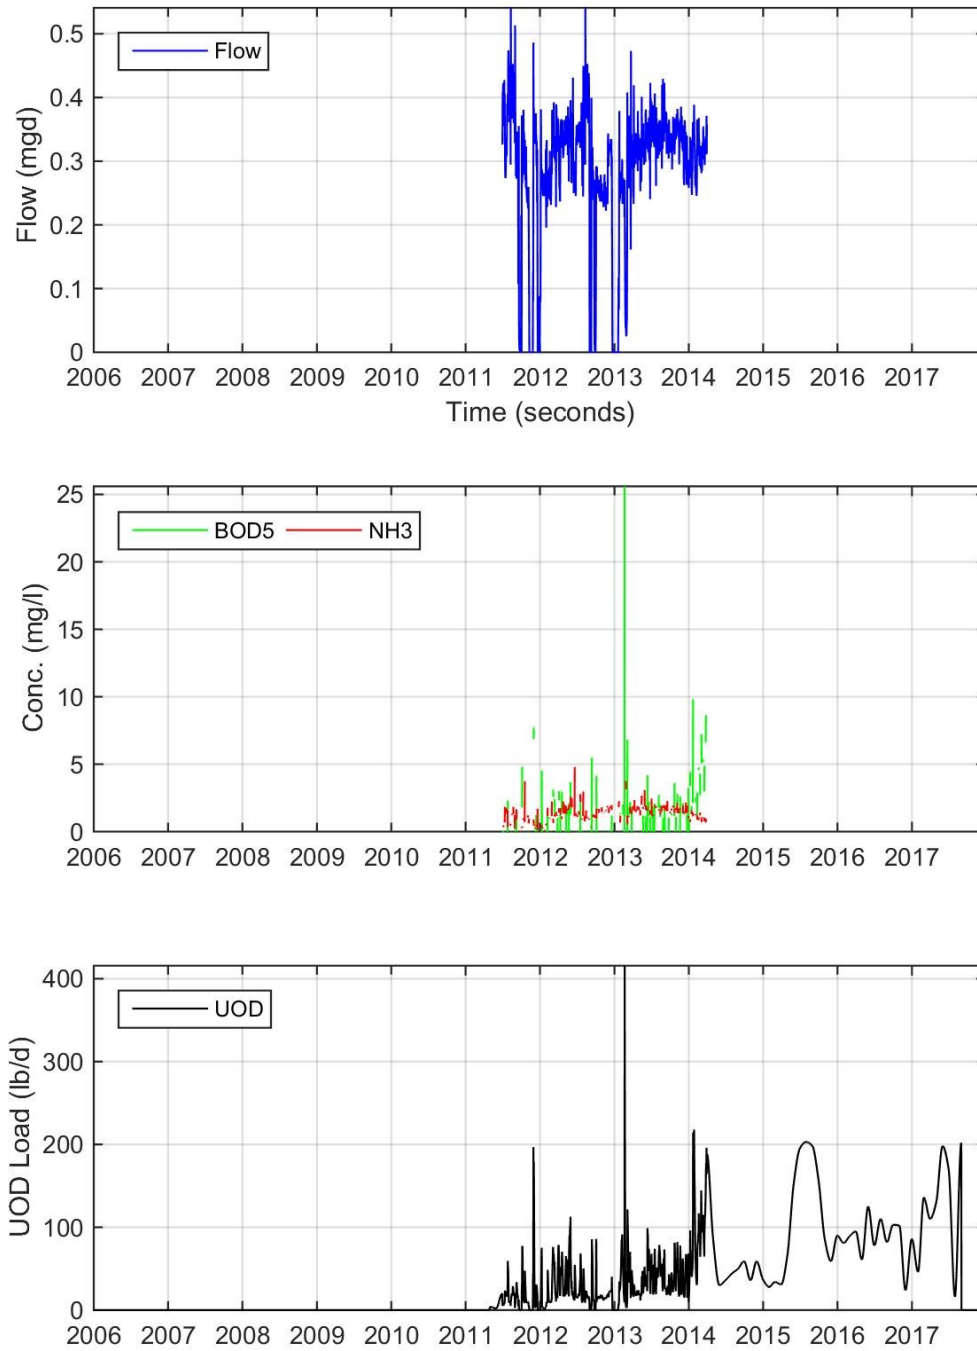 0.5
0.4
0.3
0.2
0.1
0
Flow (mgd)
Flow
2006 2007 2008 2009 2010 2011 2012 2013 2014 2015 2016 2017
Time (seconds)
25
20
15
10
5
0
Conc. (mg/l)
BOD5 NH3
2006 2007 2008 2009 2010 2011 2012 2013 2014 2015 2016 2017
400
300
200
100
0
UOD Load (lb/d)
UOD
2006 2007 2008 2009 2010 2011 2012 2013 2014 2015 2016 2017